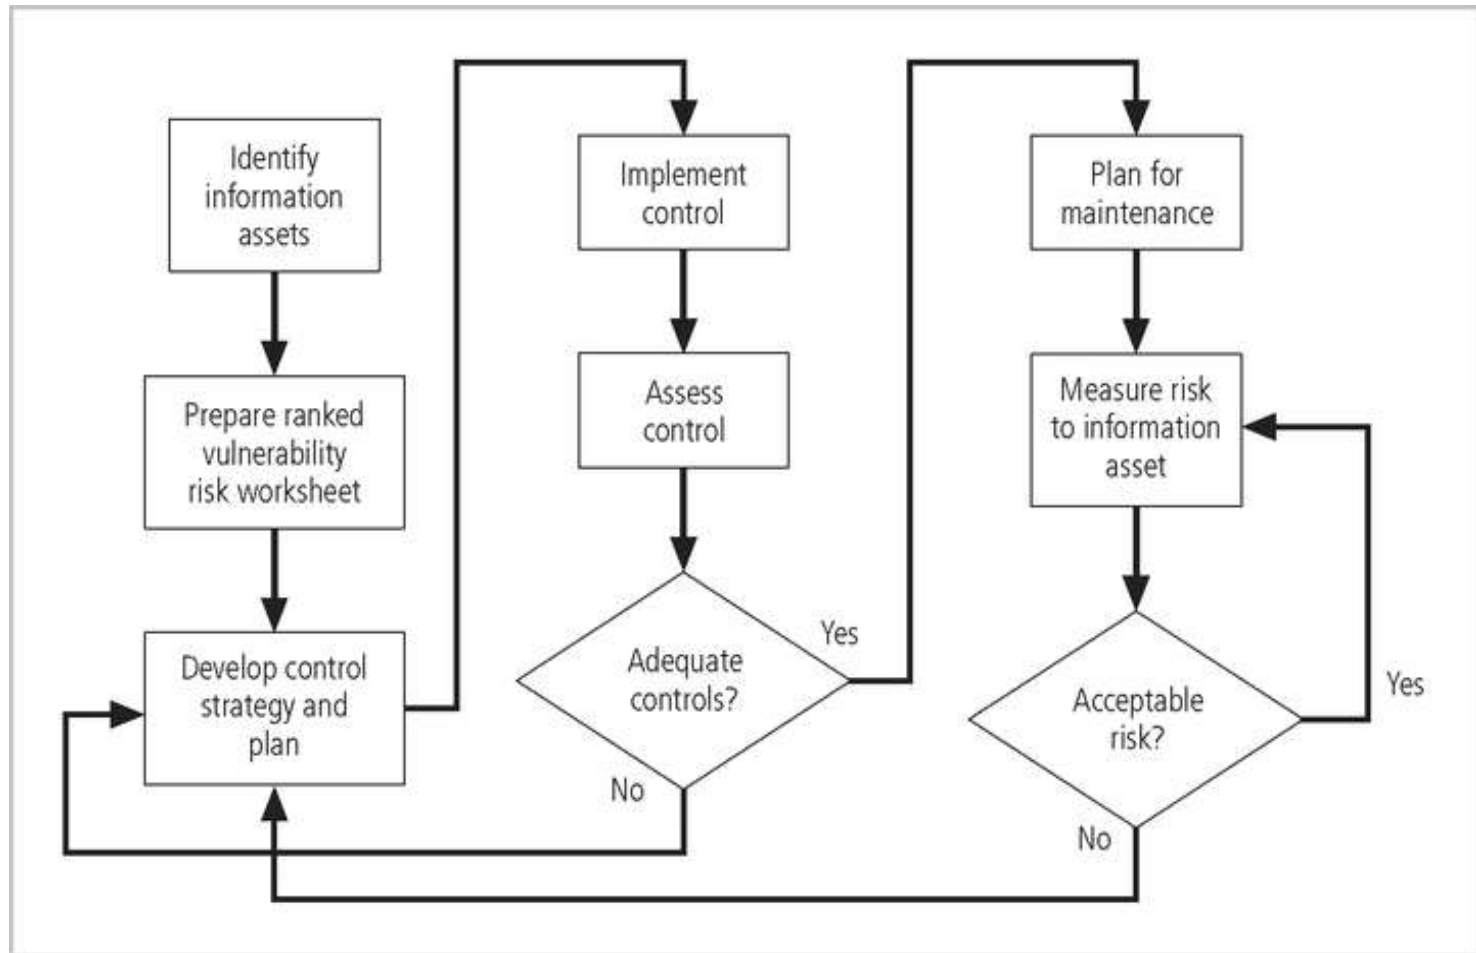 Identify
information
assets
Prepare ranked
vulnerability
risk worksheet
Develop control
strategy and
plan
Implement
control
Assess
control
Adequate
controls?
Yes
No
Plan for
maintenance
Measure risk
to information
asset
Acceptable
risk?
Yes
No